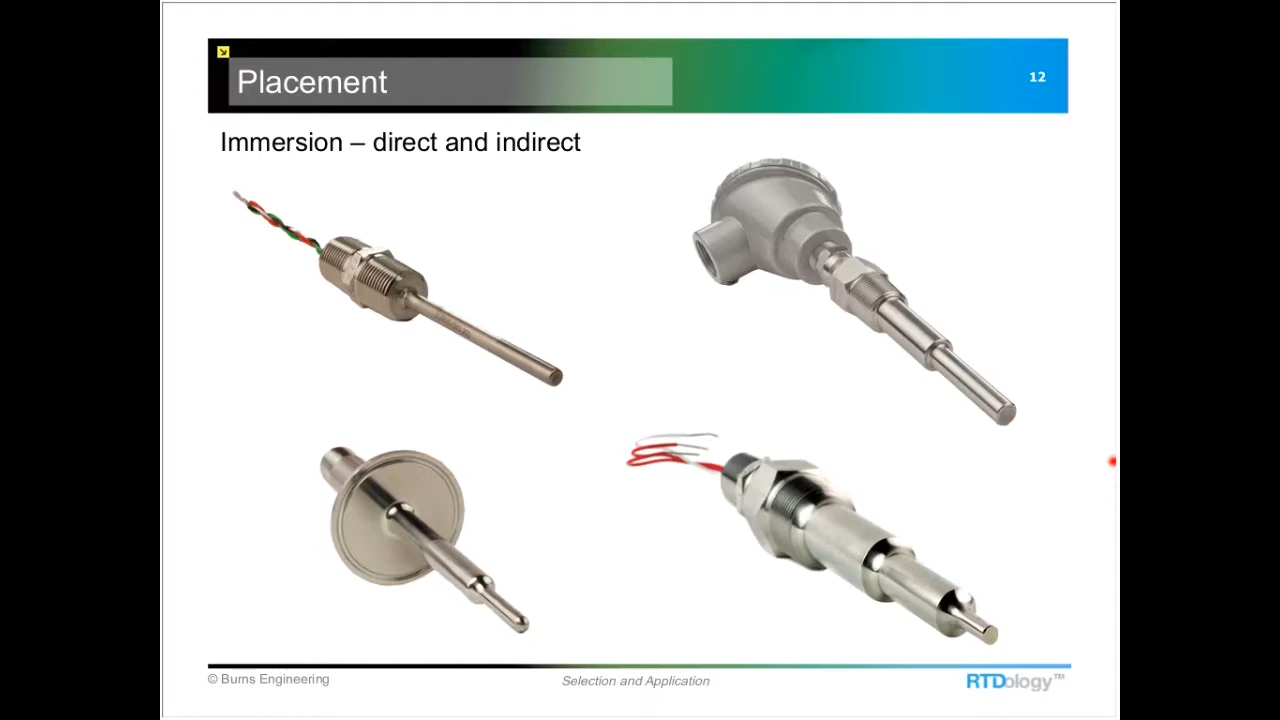 Placement
12
Immersion – direct and indirect
© Burns Engineering
Selection and Application
RTDology™